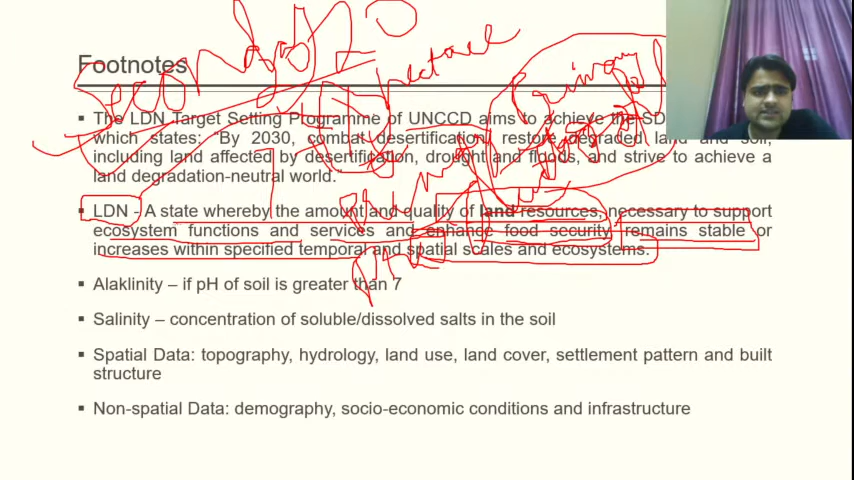 Footnotes
The LDN Target Setting Programme of UNCCD aims to achieve the SD
which states: "By 2030, combat desertification, restore degraded land and soil,
including land affected by desertification, drought and floods, and strive to achieve a
land degradation-neutral world."
LDN - A state whereby the amount and quality of land resources, necessary to support
ecosystem functions and services and enhance food security, remains stable or
increases within specified temporal and spatial scales and ecosystems.
Alaklinity – if pH of soil is greater than 7
Salinity – concentration of soluble/dissolved salts in the soil
Spatial Data: topography, hydrology, land use, land cover, settlement pattern and built
structure
Non-spatial Data: demography, socio-economic conditions and infrastructure